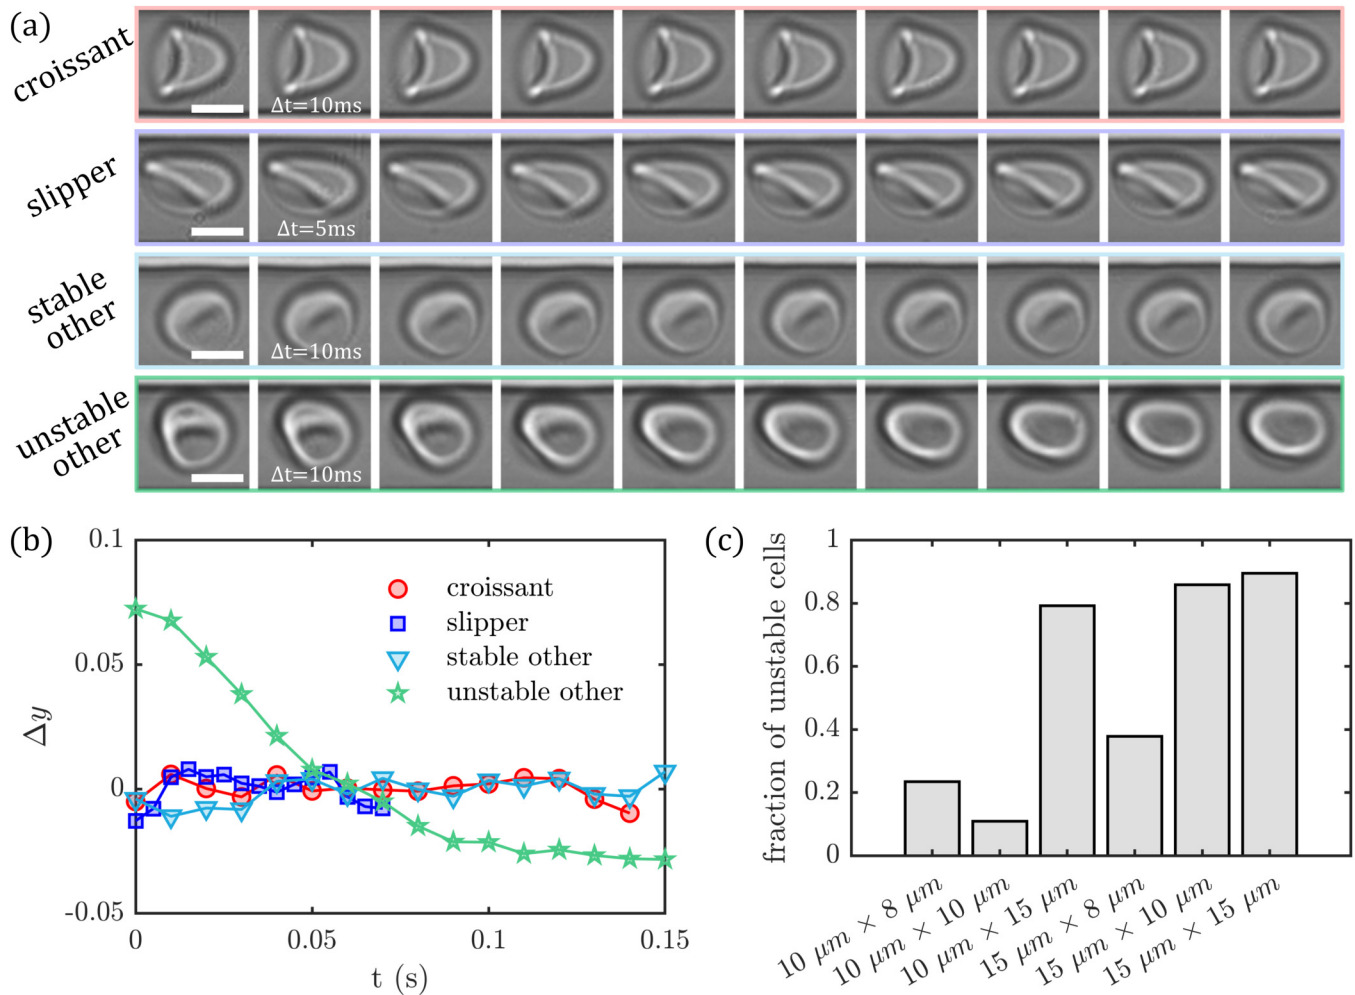 (a)
croissant
Δt=10ms
slipper
Δt=5ms
stable
other
Δt=10ms
unstable
other
Δt=10ms
(b)
0.1
0.05
0
-0.05
Δy
croissant
slipper
stable other
unstable other
0
0.05
0.1
0.15
t (s)
(c)
fraction of unstable cells
1
0.8
0.6
0.4
0.2
0
10 μm × 8 μm
10 μm × 10 μm
10 μm × 15 μm
15 μm × 8 μm
15 μm × 10 μm
15 μm × 15 μm